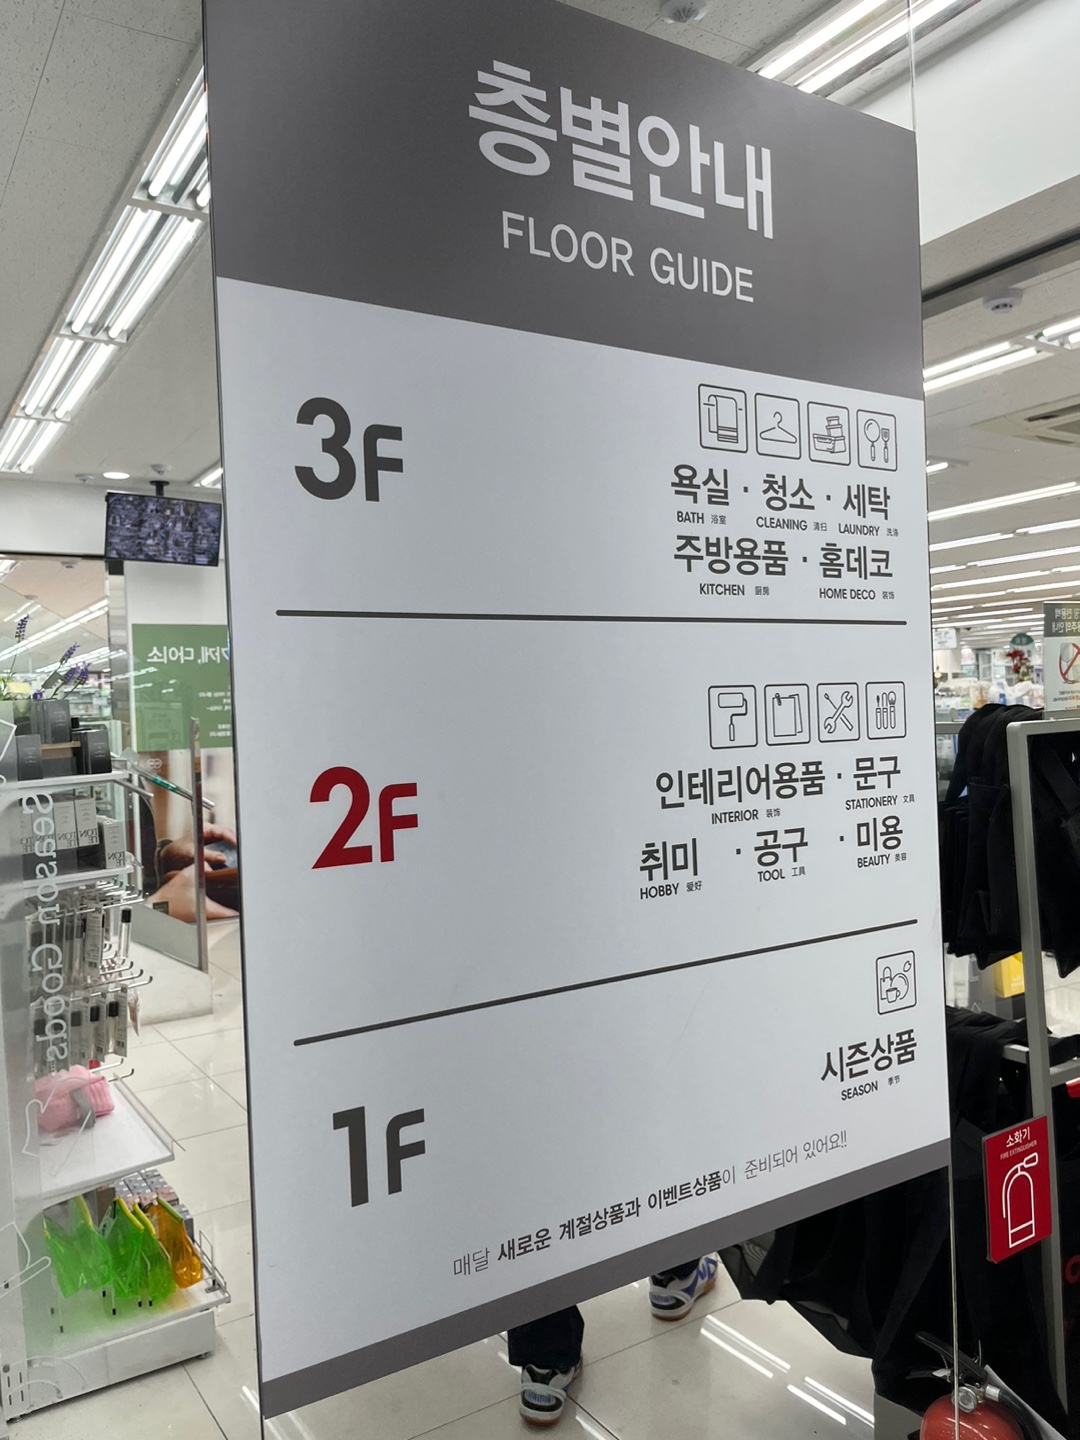 층별안내
FLOOR GUIDE
3F
욕실 · 청소 · 세탁
BATH 浴室 CLEANING 清扫 LAUNDRY 洗涤
주방용품 · 홈데코
KITCHEN 厨房 HOME DECO 装饰
2F
인테리어용품 · 문구
INTERIOR 装饰 STATIONERY 文具
취미 · 공구 · 미용
HOBBY 爱好 TOOL 工具 BEAUTY 美容
1F
시즌상품
SEASON 季节
매달 새로운 계절상품과 이벤트상품이 준비되어 있어요!!
Season Goods
다이소
소화기
FIRE EXTINGUISHER